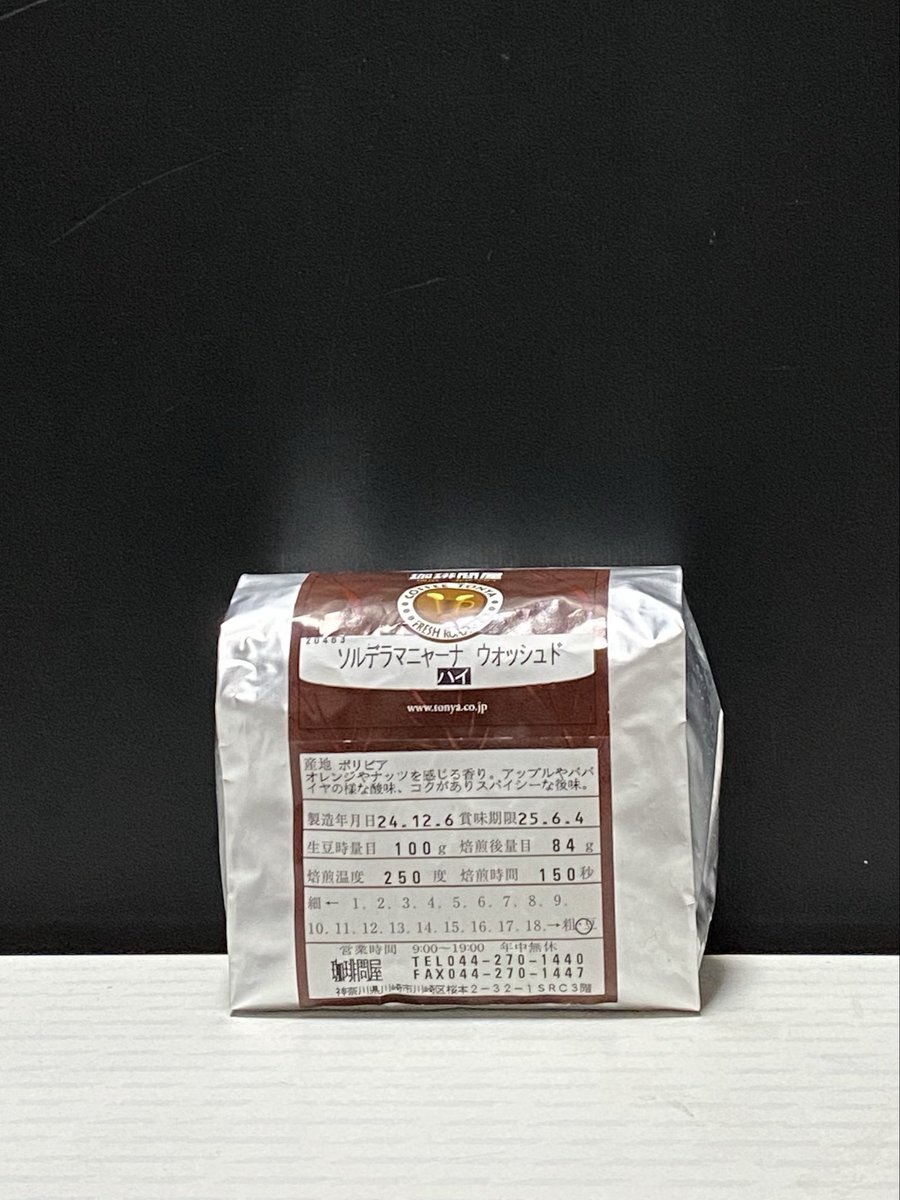 COFFEE TONYA
FRESH ROAST
20463
ソルデラマニャーナ ウォッシュド
ハイ
www.tonya.co.jp
産地 ボリビア
オレンジやナッツを感じる香り。アップルやパパ
イヤの様な酸味、コクがありスパイシーな後味。
製造年月日24.12.6 賞味期限25.6.4
生豆時量目 100g 焙煎後量目 84g
焙煎温度 250度 焙煎時間 150秒
細← 1. 2. 3. 4. 5. 6. 7. 8. 9.
10. 11. 12. 13. 14. 15. 16. 17. 18.→粗・豆
営業時間 9:00〜19:00 年中無休
珈琲問屋 TEL044-270-1440
FAX044-270-1447
神奈川県川崎市川崎区桜本2-32-1SRC3階